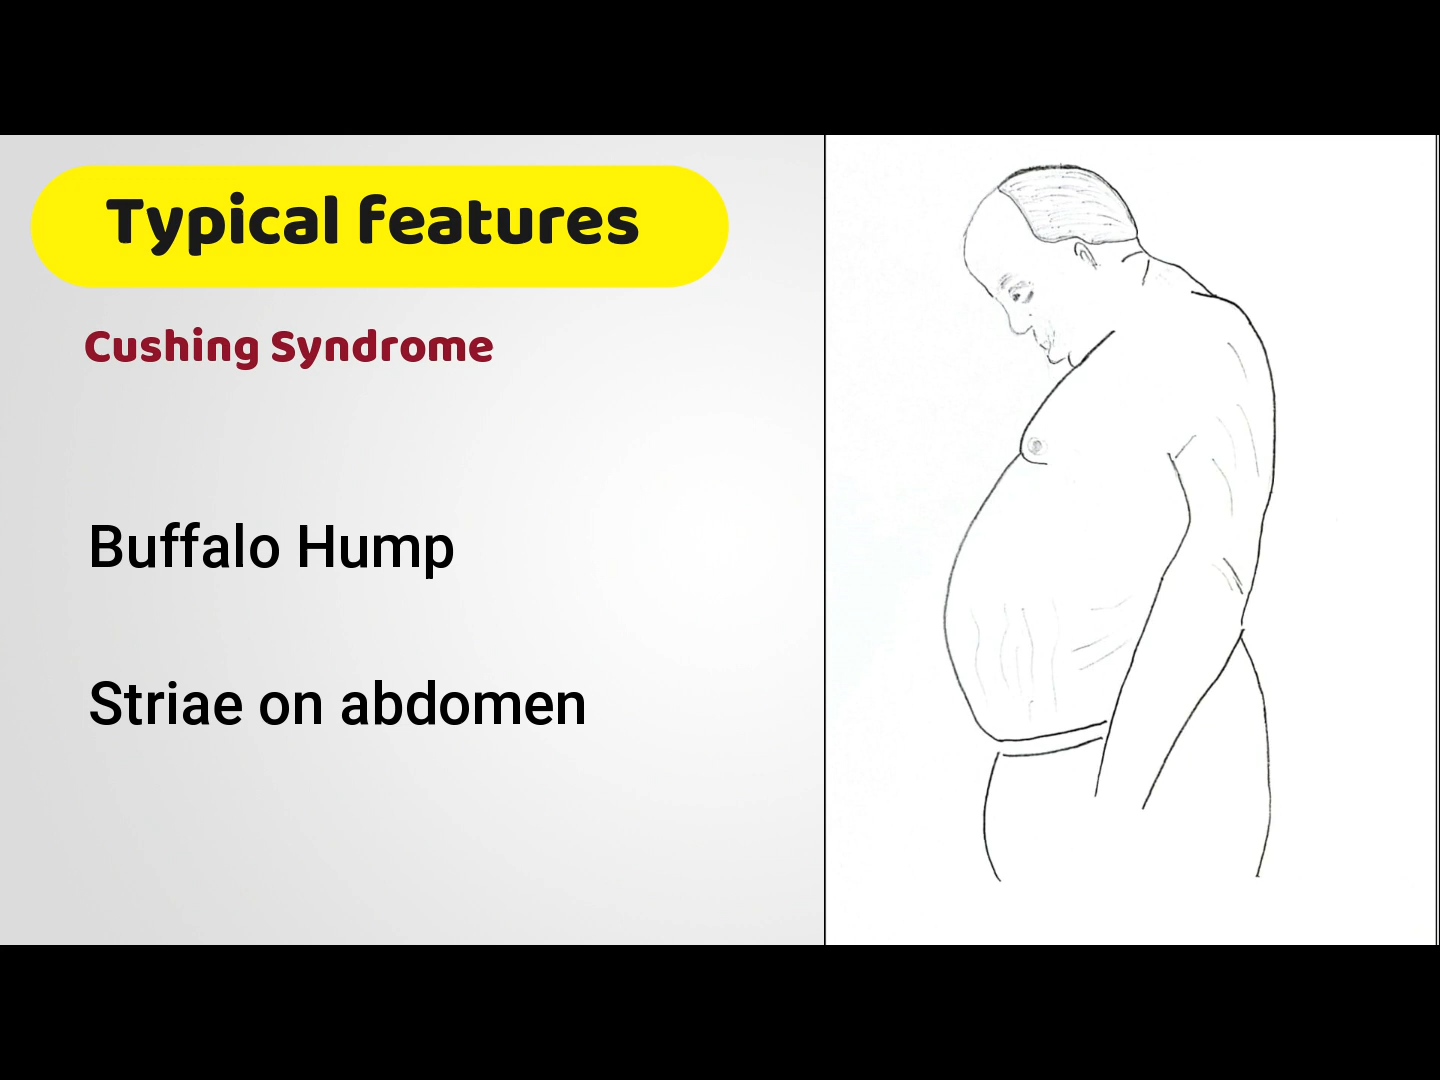 Typical features
Cushing Syndrome
Buffalo Hump
Striae on abdomen